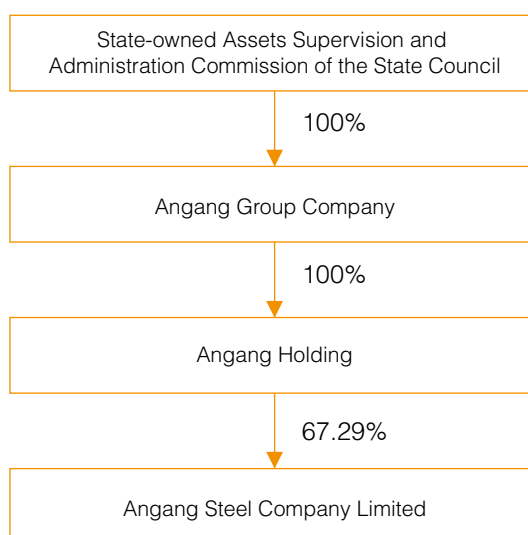 State-owned Assets Supervision and
Administration Commission of the State Council
100%
Angang Group Company
100%
Angang Holding
67.29%
Angang Steel Company Limited